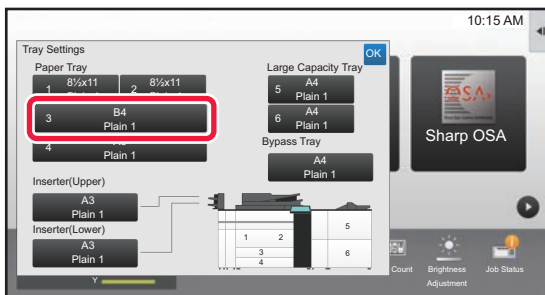 10:15 AM
Tray Settings
OK
Paper Tray
Large Capacity Tray
1 8½x11
2 8½x11
5 A4
Plain 1
3 B4
Plain 1
6 A4
Plain 1
4
Bypass Tray
A4
Plain 1
Sharp OSA
Inserter(Upper)
A3
Plain 1
Inserter(Lower)
A3
Plain 1
1 2 5
3 6
4
Count
Brightness
Adjustment
Job Status
Y